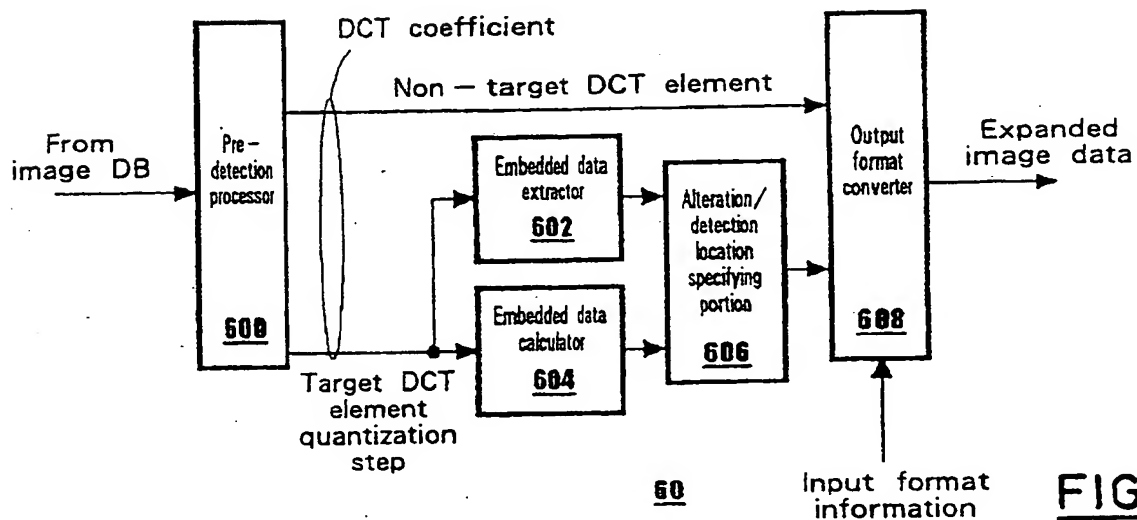 DCT coefficient
Non – target DCT element
From
image DB
Pre –
detection
processor
600
Embedded data
extractor
602
Embedded data
calculator
604
Alteration/
detection
location
specifying
portion
606
Output
format
converter
608
Expanded
image data
Target DCT
element
quantization
step
60
Input format
information
FIG